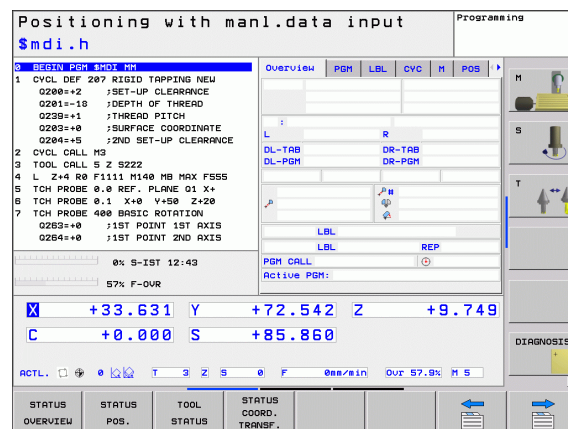 Positioning with manl.data input
Programming
$mdi.h
0 BEGIN PGM $MDI MM
1 CYCL DEF 207 RIGID TAPPING NEW
Q200=+2 ;SET-UP CLEARANCE
Q201=-18 ;DEPTH OF THREAD
Q239=+1 ;THREAD PITCH
Q203=+0 ;SURFACE COORDINATE
Q204=+5 ;2ND SET-UP CLEARANCE
2 CYCL CALL M3
3 TOOL CALL 5 Z S222
4 L Z+4 R0 F1111 M140 MB MAX F555
5 TCH PROBE 0.0 REF. PLANE Q1 X+
6 TCH PROBE 0.1 X+0 Y+50 Z+20
7 TCH PROBE 400 BASIC ROTATION
Q263=+0 ;1ST POINT 1ST AXIS
Q264=+0 ;1ST POINT 2ND AXIS
0% S-IST 12:43
57% F-OVR
Overview PGM LBL CYC M POS
:
L R
DL-TAB DR-TAB
DL-PGM DR-PGM
#
LBL
LBL REP
PGM CALL
Active PGM:
M
S
T
DIAGNOSIS
X +33.631 Y +72.542 Z +9.749
C +0.000 S +85.860
ACTL. 0 T 3 Z S 0 F 0mm/min Ovr 57.9% M 5
STATUS OVERVIEW
STATUS POS.
TOOL STATUS
STATUS COORD. TRANSF.